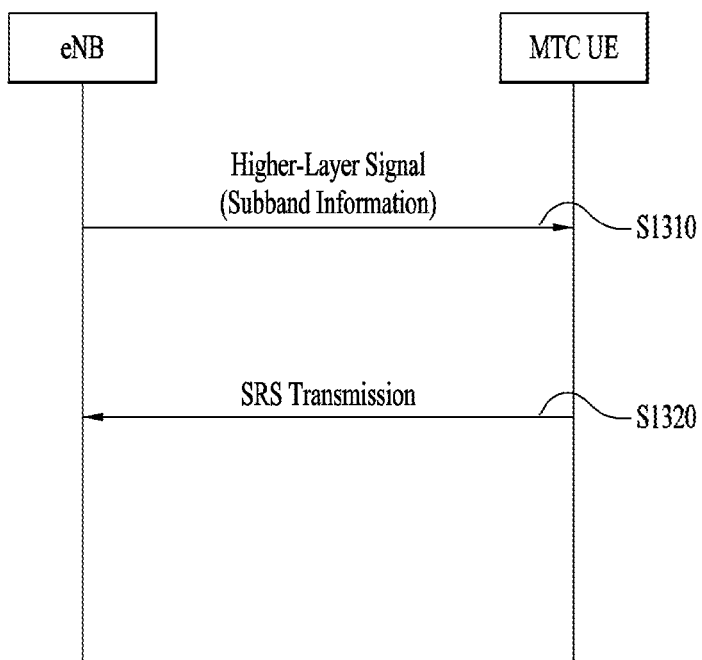 eNB
MTC UE
Higher-Layer Signal
(Subband Information)
S1310
SRS Transmission
S1320